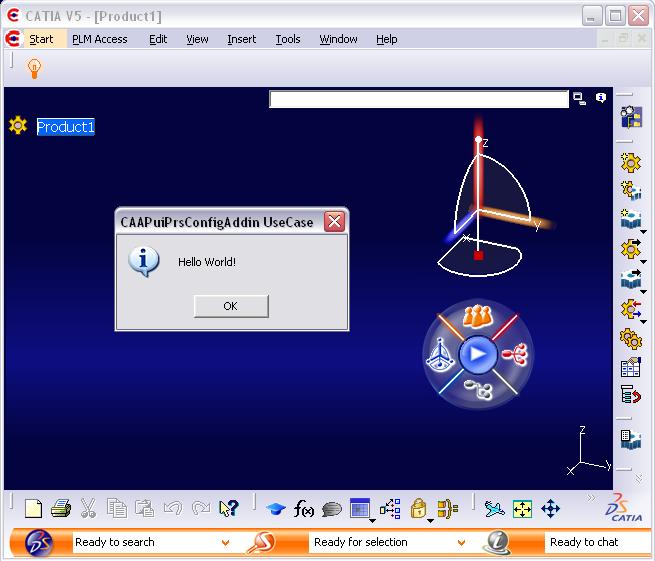 CATIA V5 - [Product1]
Start PLM Access Edit View Insert Tools Window Help
Product1
z
y
x
CAAPuiPrsConfigAddin UseCase
Hello World!
OK
z
y
x
f(x)
CATIA
Ready to search Ready for selection Ready to chat